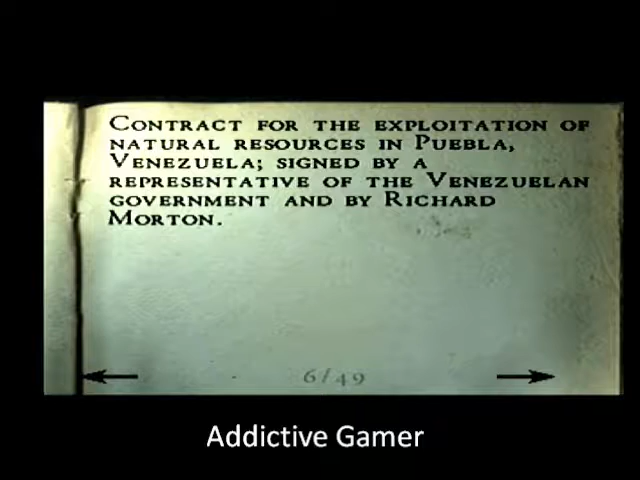 Contract for the exploitation of
natural resources in Puebla,
Venezuela; signed by a
representative of the Venezuelan
government and by Richard
Morton.
6/49
Addictive Gamer